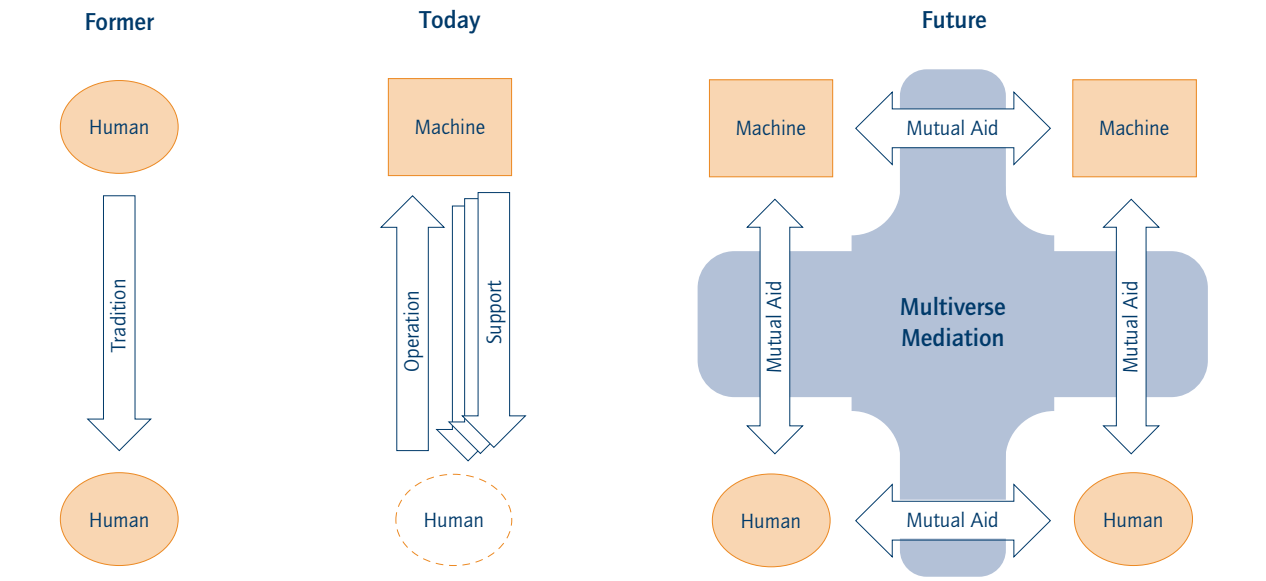 Former
Today
Future
Human
Machine
Machine
Mutual Aid
Machine
Tradition
Operation
Support
Mutual Aid
Multiverse
Mediation
Mutual Aid
Human
Human
Human
Mutual Aid
Human